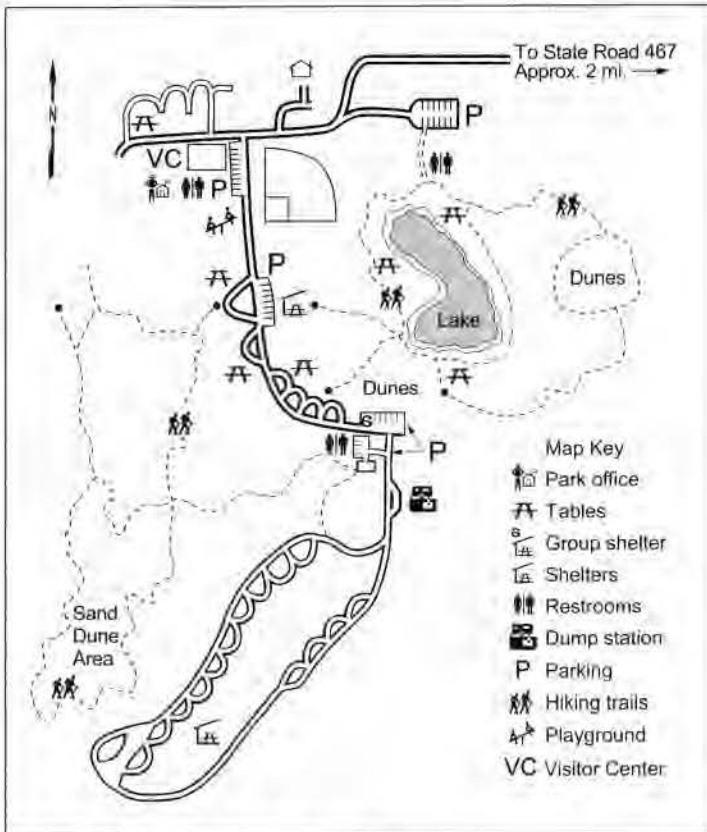 To State Road 467
Approx. 2 mi.
N
P
VC
P
P
Dunes
Lake
Dunes
S
P
Sand
Dune
Area
Map Key
Park office
Tables
S
Group shelter
Shelters
Restrooms
Dump station
P Parking
Hiking trails
Playground
VC Visitor Center